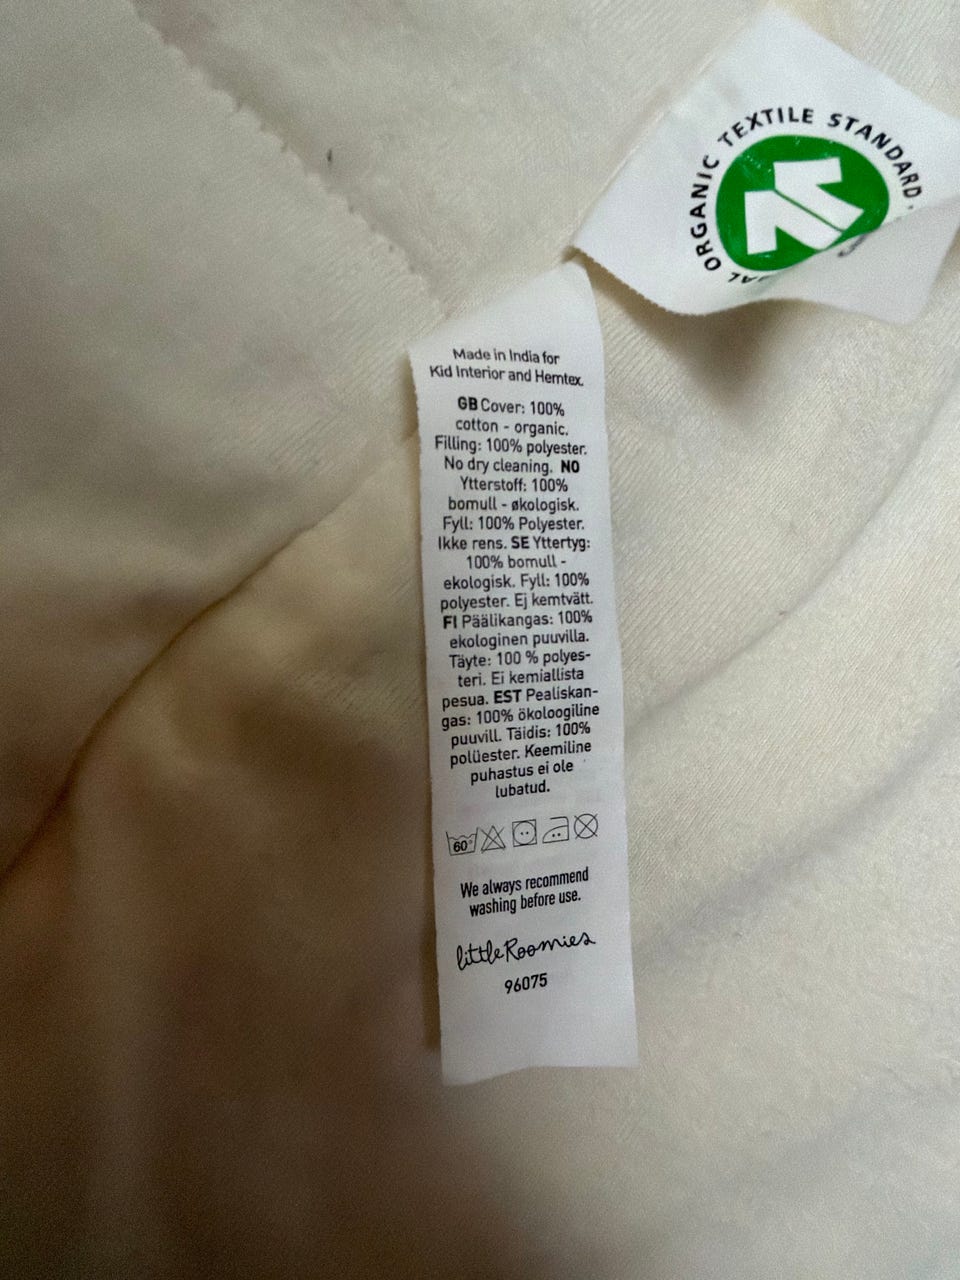 ORGANIC TEXTILE STANDARD
Made in India for
Kid Interior and Hemtex.
GB Cover: 100%
cotton - organic.
Filling: 100% polyester.
No dry cleaning. NO
Ytterstoff: 100%
bomull - økologisk.
Fyll: 100% Polyester.
Ikke rens. SE Yttertyg:
100% bomull -
ekologisk. Fyll: 100%
polyester. Ej kemtvätt.
FI Päälikangas: 100%
ekologinen puuvilla.
Täyte: 100 % polyes-
teri. Ei kemiallista
pesua. EST Pealiskan-
gas: 100% ökoloogiline
puuvill. Täidis: 100%
polüester. Keemiline
puhastus ei ole
lubatud.
60°
We always recommend
washing before use.
littleRoomies
96075